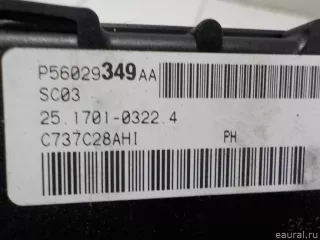 P56029349AA
SC03
25.1701-0322.4
C737C28AHI PH
eaural.ru